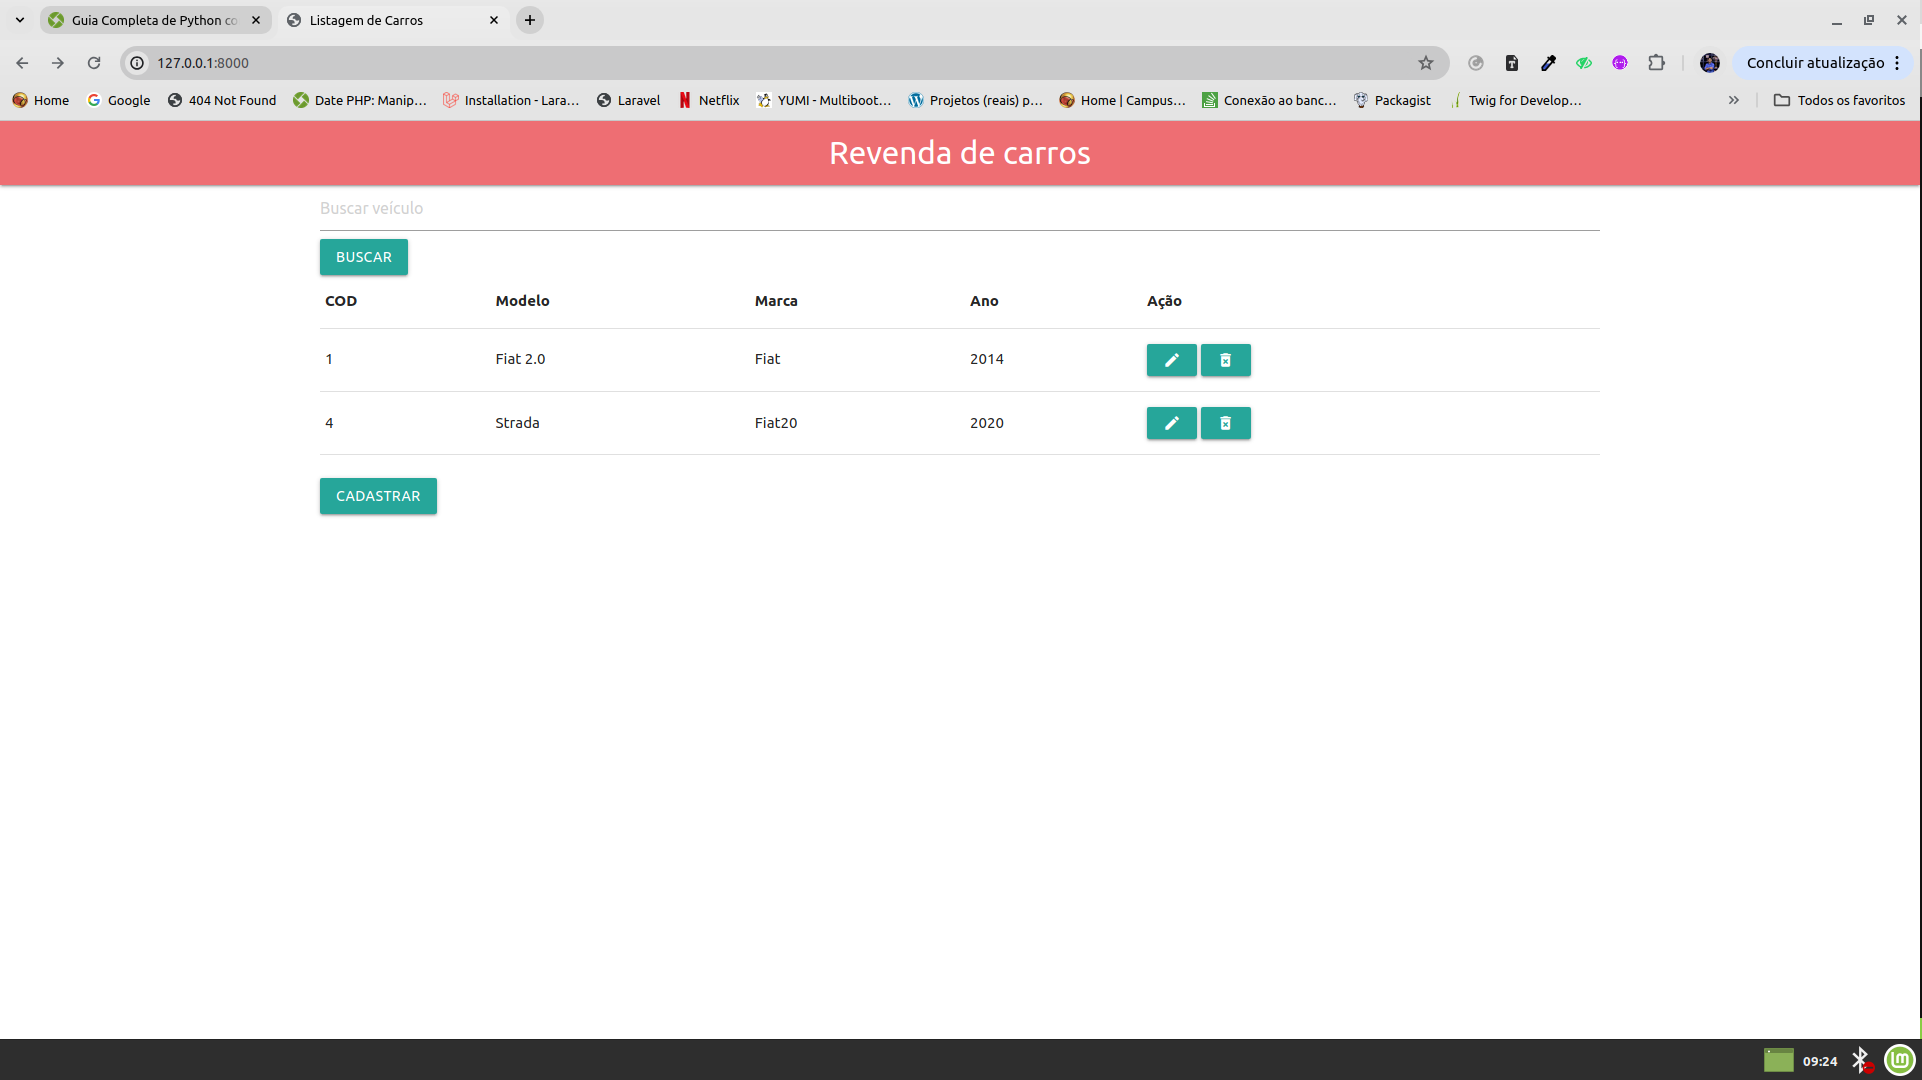 Guia Completa de Python co
Listagem de Carros
127.0.0.1:8000
Concluir atualização
Home
Google
404 Not Found
Date PHP: Manip...
Installation - Lara...
Laravel
Netflix
YUMI - Multiboot...
Projetos (reais) p...
Home | Campus...
Conexão ao banc...
Packagist
Twig for Develop...
Todos os favoritos
Revenda de carros
Buscar veículo
BUSCAR
COD Modelo Marca Ano Ação
1 Fiat 2.0 Fiat 2014
4 Strada Fiat20 2020
CADASTRAR
09:24